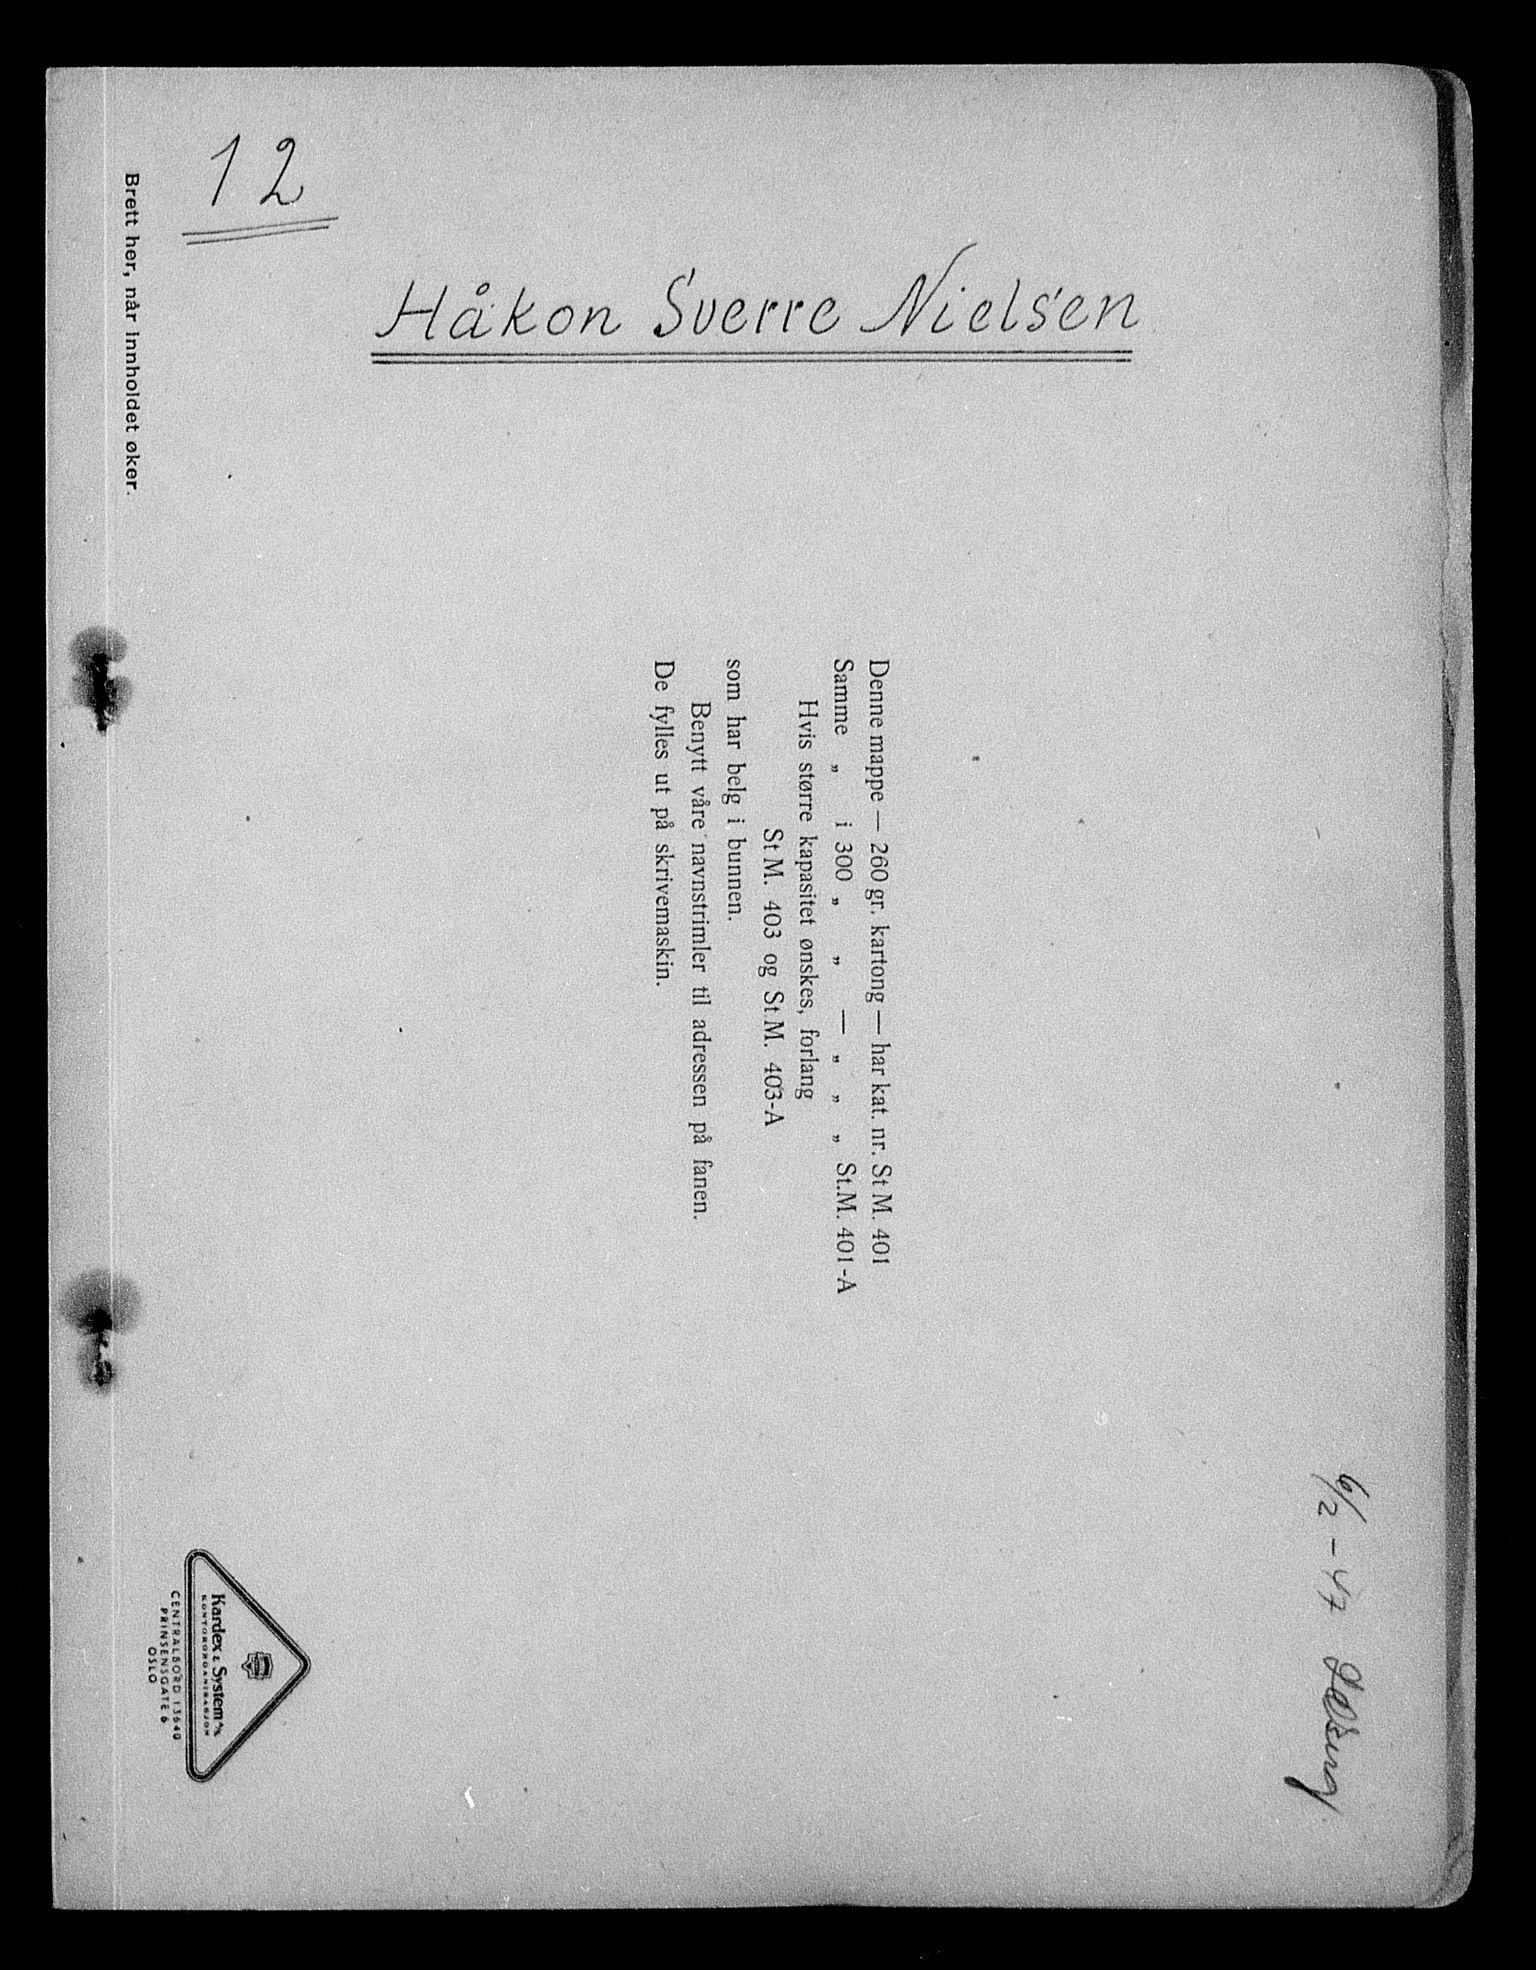 12
Håkon Sverre Nielsen
Brett her, når innholdet øker.
Denne mappe — 260 gr. kartong — har kat. nr. St M. 401
Samme „ i 300 „ „ — „ „ „ St.M. 401-A
Hvis større kapasitet ønskes, forlang
St M. 403 og St.M. 403-A
som har belg i bunnen.
Benytt våre navnstrimler til adressen på fanen.
De fylles ut på skrivemaskin.
6/2 - 47
Kardex & System A/S
KONTORORGANISASJON
CENTRALBORD 13640
PRINSENSGATE 6
OSLO